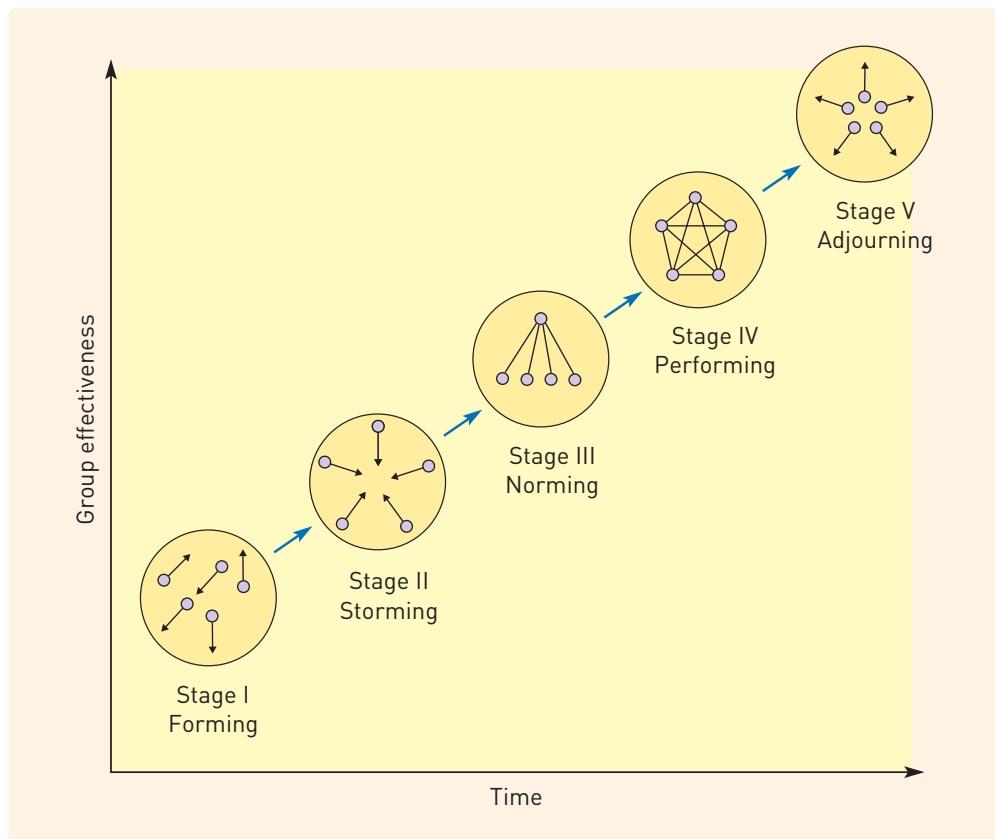 Group effectiveness
Stage I
Forming
Stage II
Storming
Stage III
Norming
Stage IV
Performing
Stage V
Adjourning
Time